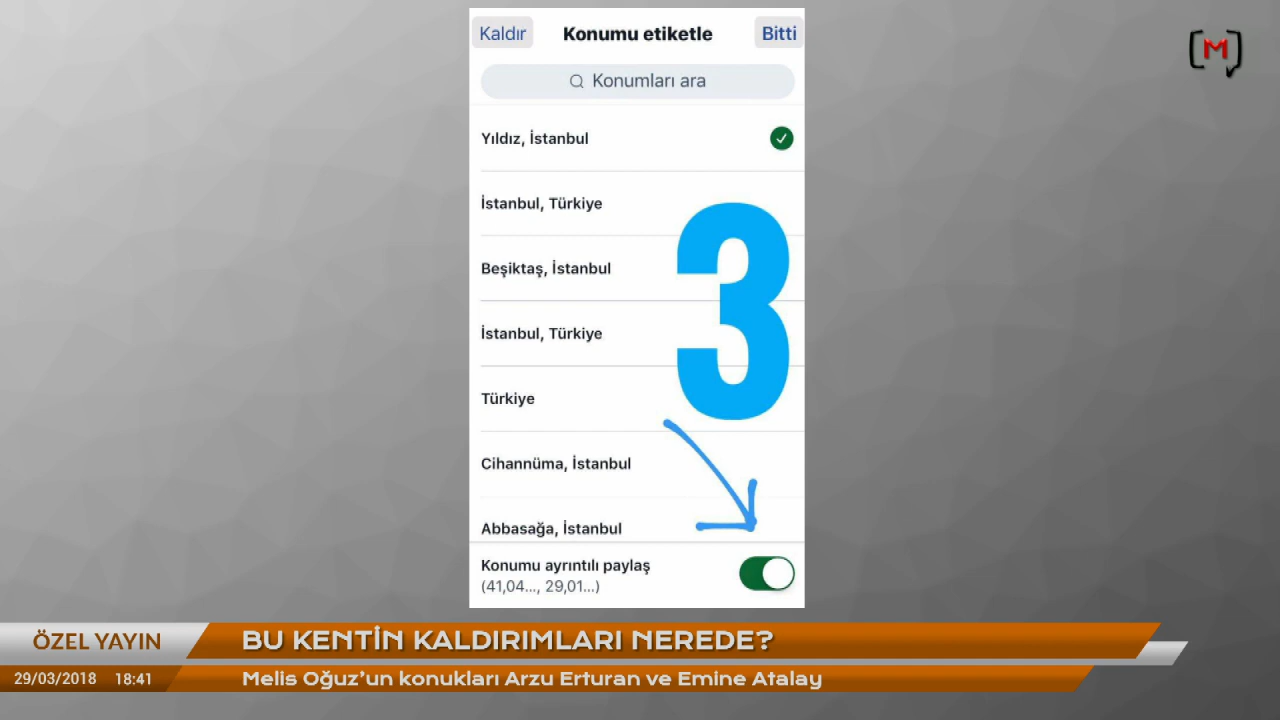 Kaldır
Konumu etiketle
Bitti
M
Konumları ara
Yıldız, İstanbul
İstanbul, Türkiye
Beşiktaş, İstanbul
İstanbul, Türkiye
Türkiye
Cihannüma, İstanbul
Abbasağa, İstanbul
3
Konumu ayrıntılı paylaş
(41,04..., 29,01...)
ÖZEL YAYIN
BU KENTİN KALDIRIMLARI NEREDE?
29/03/2018 18:41
Melis Oğuz'un konukları Arzu Erturan ve Emine Atalay